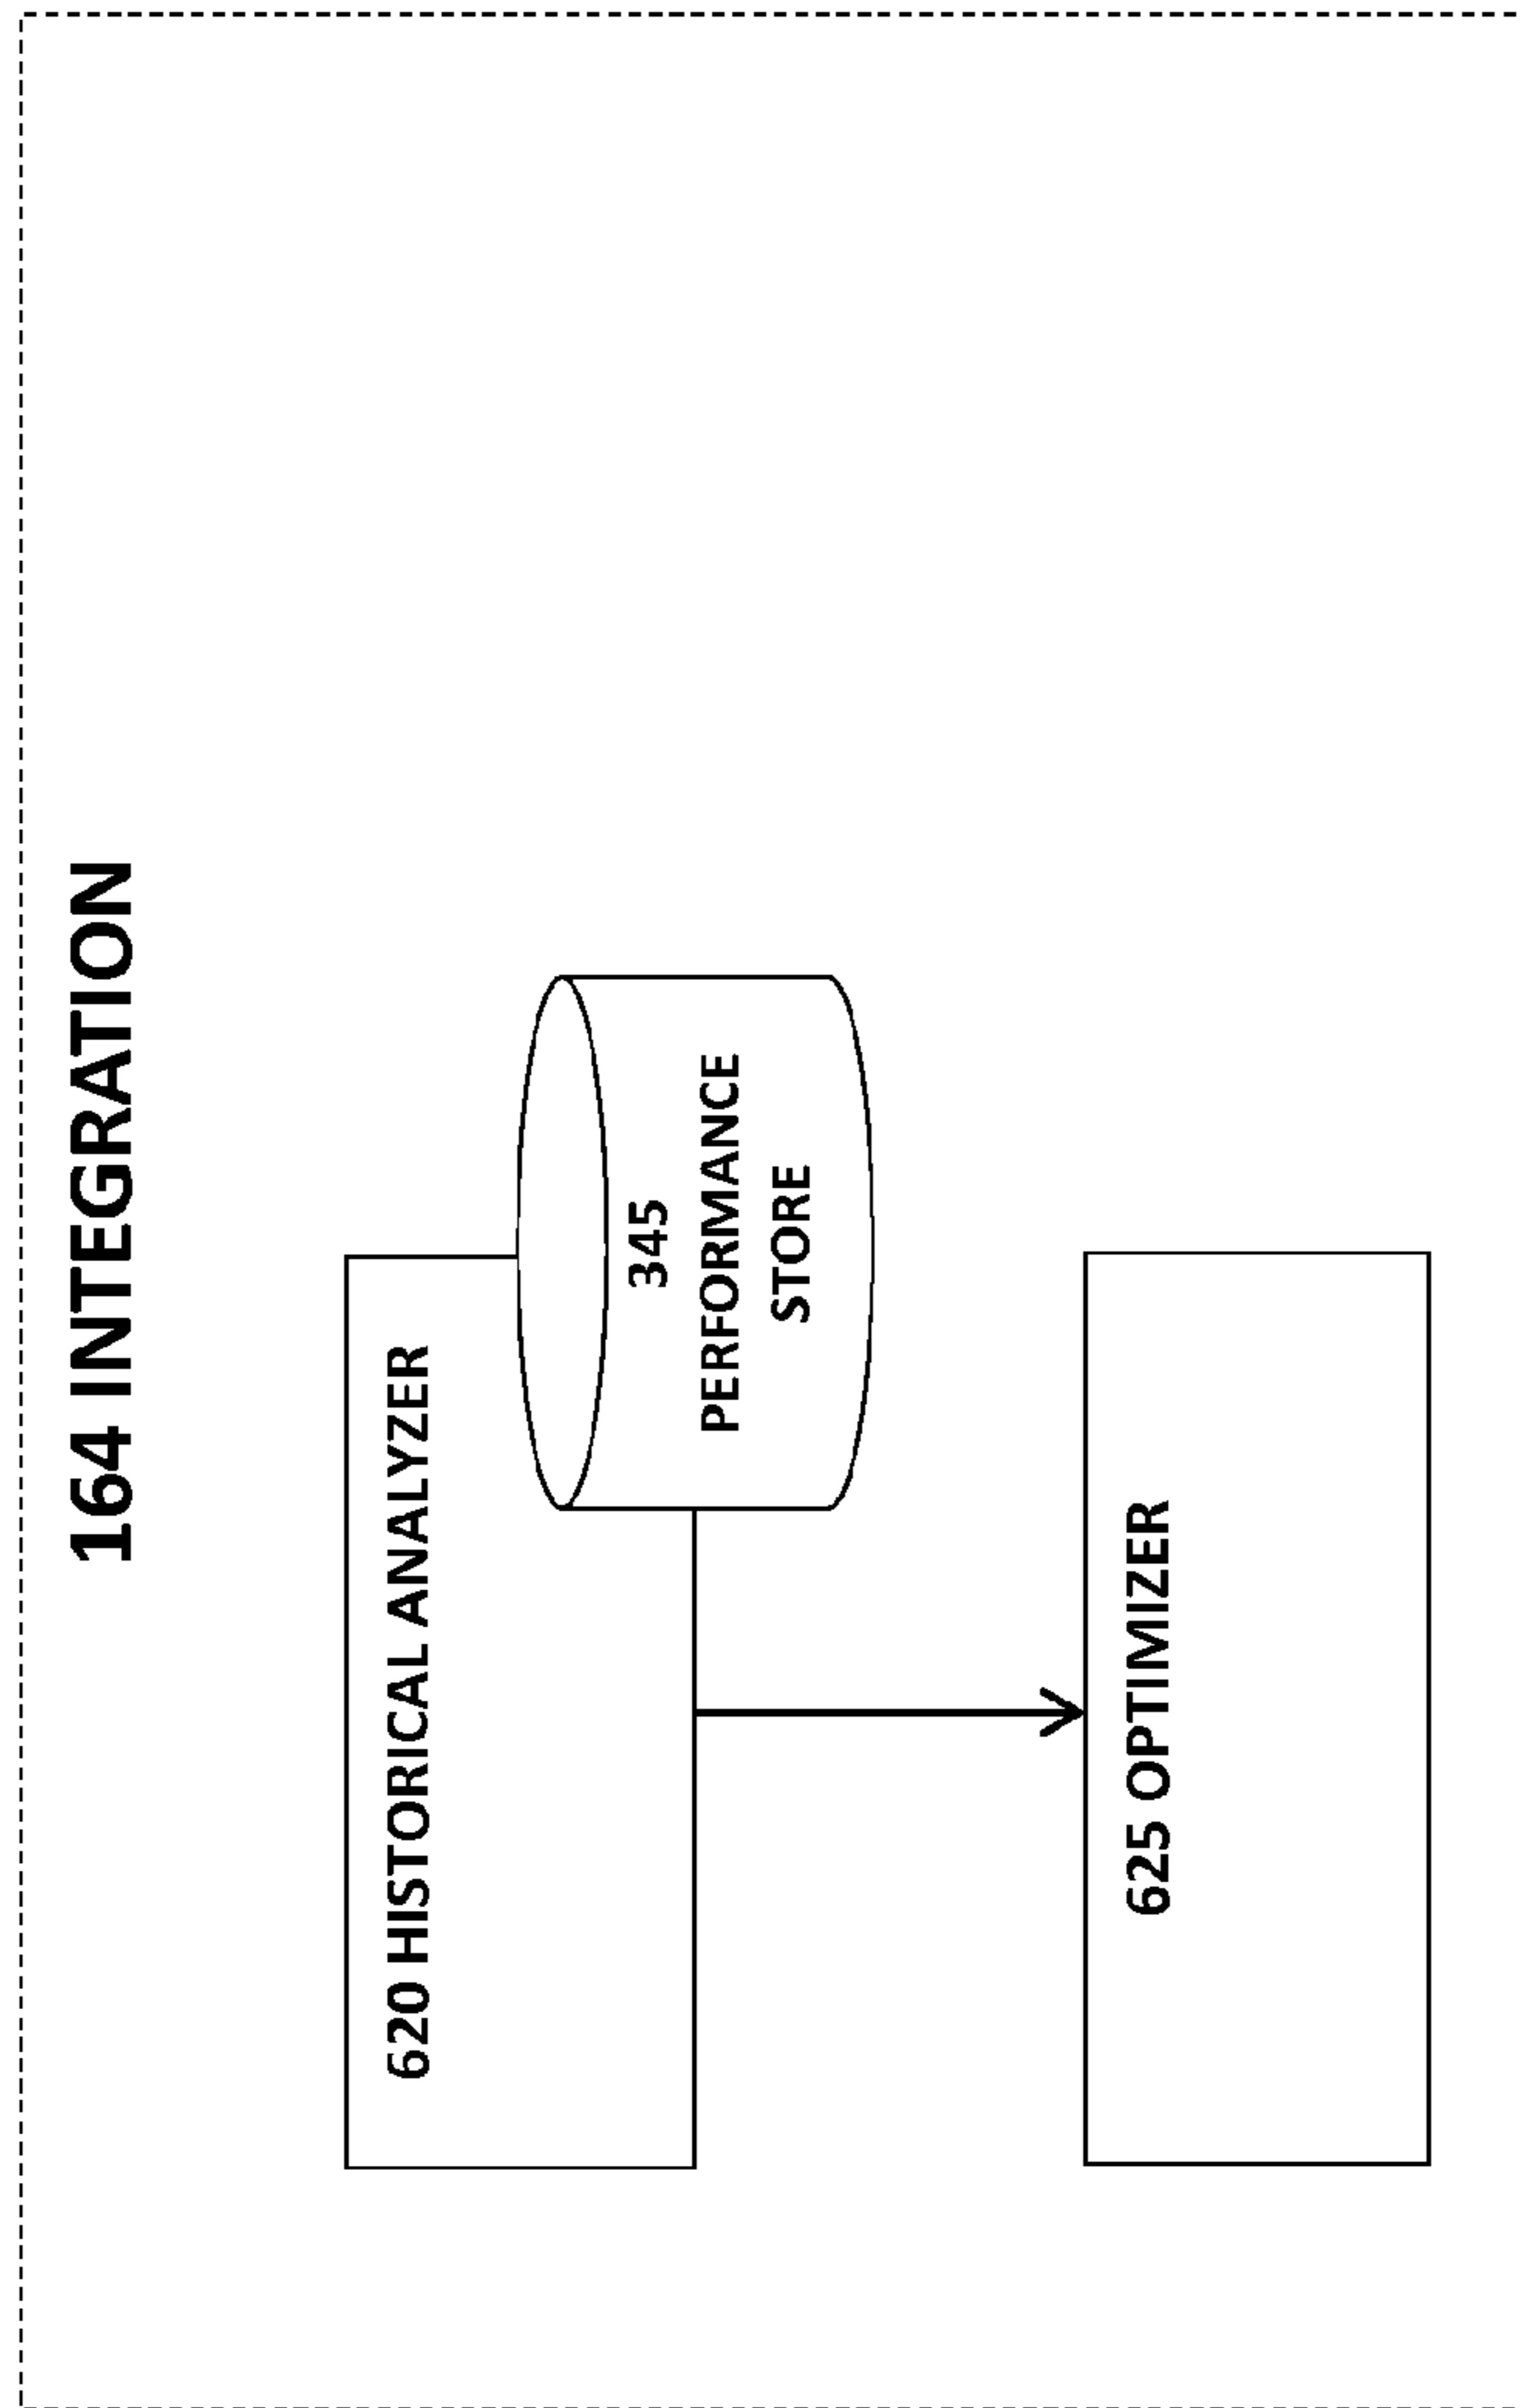 164 INTEGRATION
620 HISTORICAL ANALYZER
345
PERFORMANCE
STORE
625 OPTIMIZER